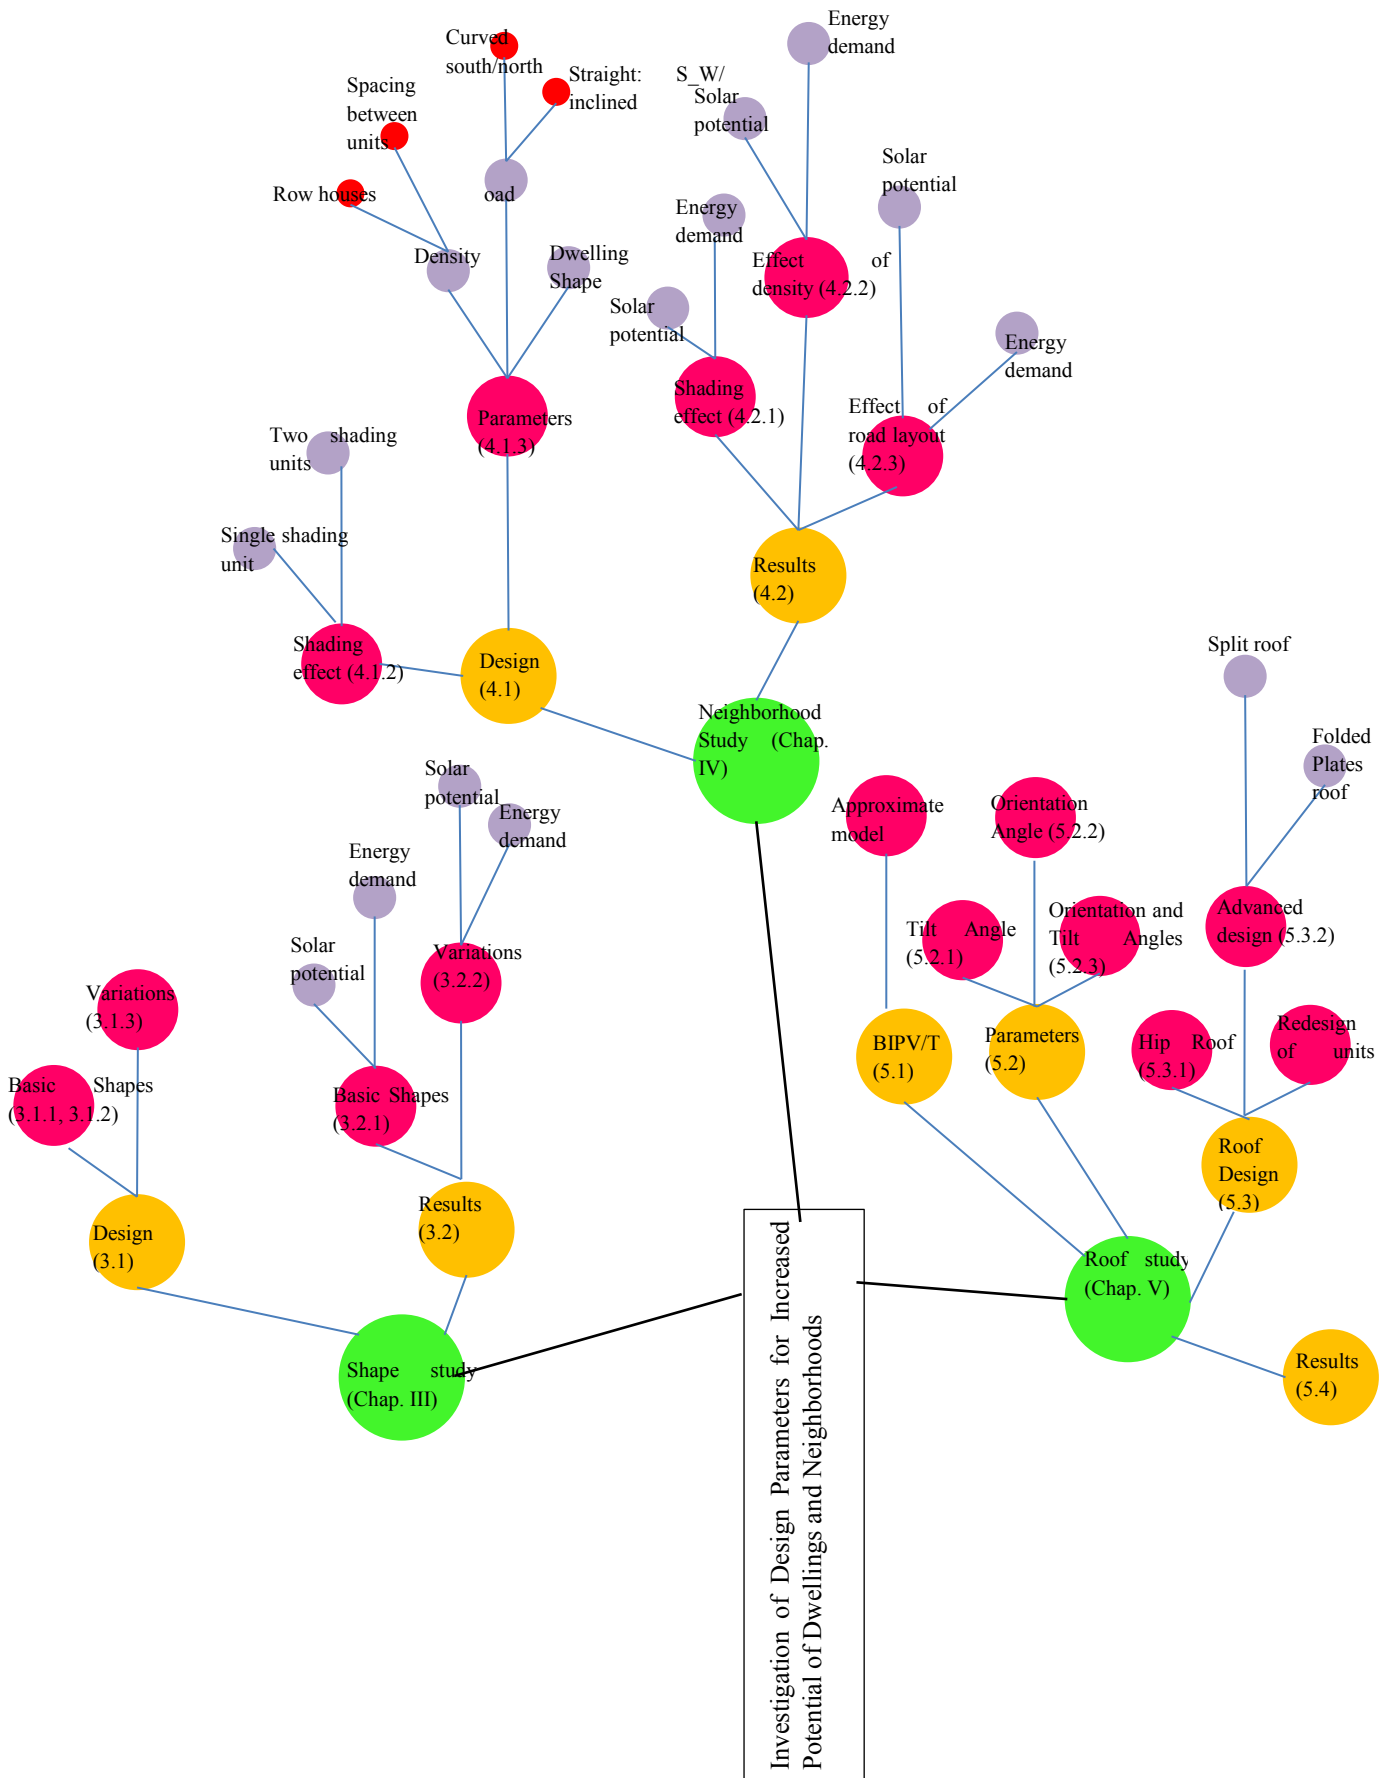 Curved
south/north
Straight:
inclined
Spacing
between
units
Row houses
oad
Density
Dwelling
Shape
Parameters
(4.1.3)
Two shading
units
Single shading
unit
Shading
effect (4.1.2)
Design
(4.1)
Energy
demand
S_W/
Solar
potential
Solar
potential
Energy
demand
Effect of
density (4.2.2)
Solar
potential
Energy
demand
Shading
effect (4.2.1)
Effect of
road layout
(4.2.3)
Results
(4.2)
Neighborhood
Study (Chap.
IV)
Split roof
Folded
Plates
roof
Approximate
model
Orientation
Angle (5.2.2)
Tilt Angle
(5.2.1)
Orientation and
Tilt Angles
(5.2.3)
Advanced
design (5.3.2)
BIPV/T
(5.1)
Parameters
(5.2)
Hip Roof
(5.3.1)
Redesign
of units
Roof
Design
(5.3)
Roof study
(Chap. V)
Results
(5.4)
Solar
potential
Energy
demand
Energy
demand
Solar
potential
Variations
(3.2.2)
Variations
(3.1.3)
Basic Shapes
(3.1.1, 3.1.2)
Basic Shapes
(3.2.1)
Design
(3.1)
Results
(3.2)
Shape study
(Chap. III)
Investigation of Design Parameters for Increased
Potential of Dwellings and Neighborhoods